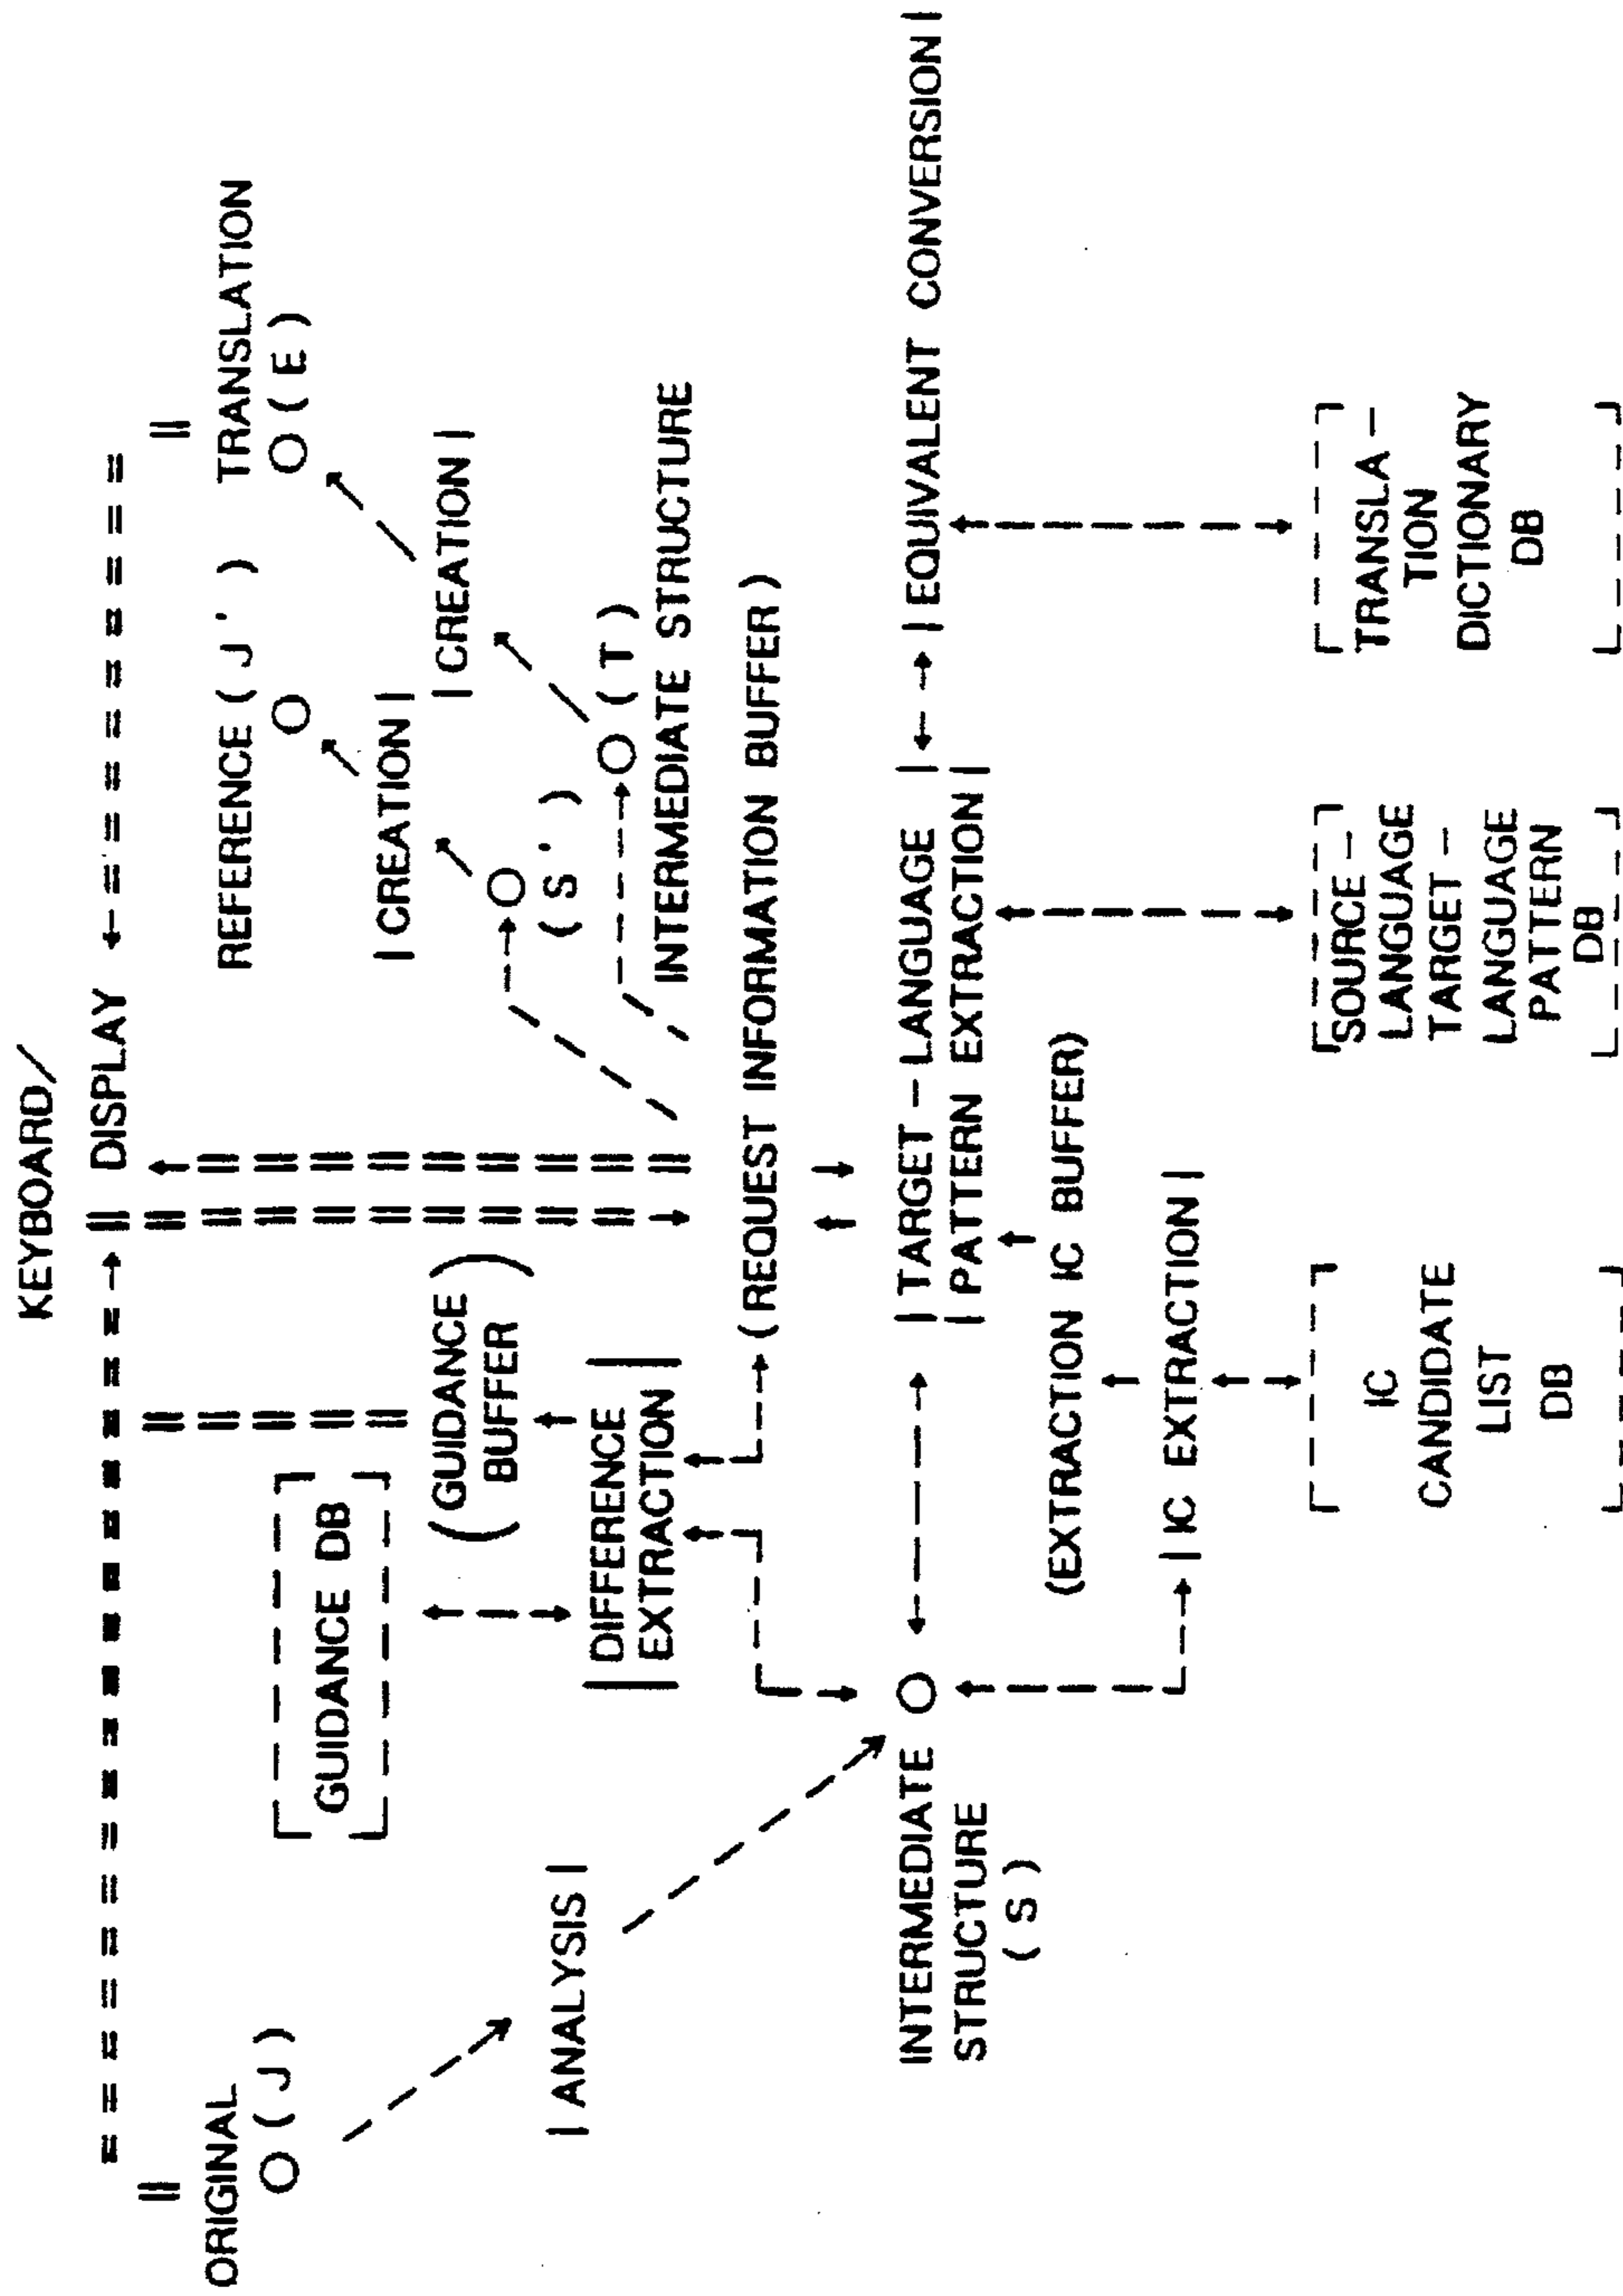 KEYBOARD/
DISPLAY
ORIGINAL
(J)
REFERENCE (J')
TRANSLATION
(E)
GUIDANCE DB
(GUIDANCE
BUFFER)
|CREATION|
|CREATION|
|ANALYSIS|
|DIFFERENCE
EXTRACTION|
(S')
(T)
INTERMEDIATE STRUCTURE
(REQUEST INFORMATION BUFFER)
INTERMEDIATE
STRUCTURE
(S)
|TARGET-LANGUAGE|
|PATTERN EXTRACTION|
|EQUIVALENT CONVERSION|
(EXTRACTION IC BUFFER)
|IC EXTRACTION|
IC
CANDIDATE
LIST
DB
SOURCE-
LANGUAGE
TARGET-
LANGUAGE
PATTERN
DB
TRANSLA-
TION
DICTIONARY
DB